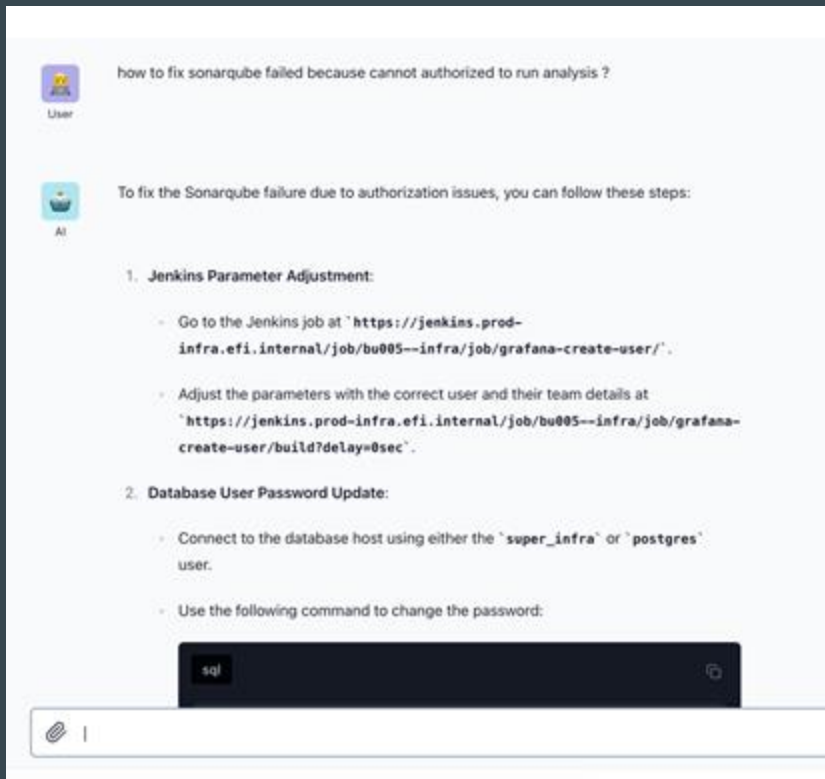 how to fix sonarqube failed because cannot authorized to run analysis ?
User
To fix the Sonarqube failure due to authorization issues, you can follow these steps:
AI
1. Jenkins Parameter Adjustment:
◦ Go to the Jenkins job at `https://jenkins.prod-
infra.efi.internal/job/bu005--infra/job/grafana-create-user/`.
◦ Adjust the parameters with the correct user and their team details at
`https://jenkins.prod-infra.efi.internal/job/bu005--infra/job/grafana-
create-user/build?delay=0sec`.
2. Database User Password Update:
◦ Connect to the database host using either the `super_infra` or `postgres`
user.
◦ Use the following command to change the password:
sql